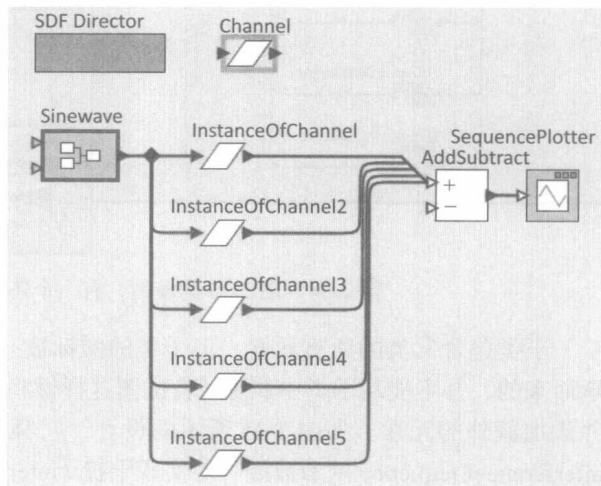 SDF Director
Channel
Sinewave
InstanceOfChannel
SequencePlotter
AddSubtract
InstanceOfChannel2
InstanceOfChannel3
InstanceOfChannel4
InstanceOfChannel5